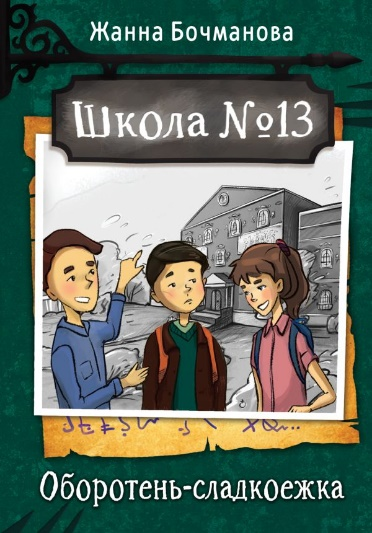 Жанна Бочманова
Школа №13
Оборотень-сладкоежка